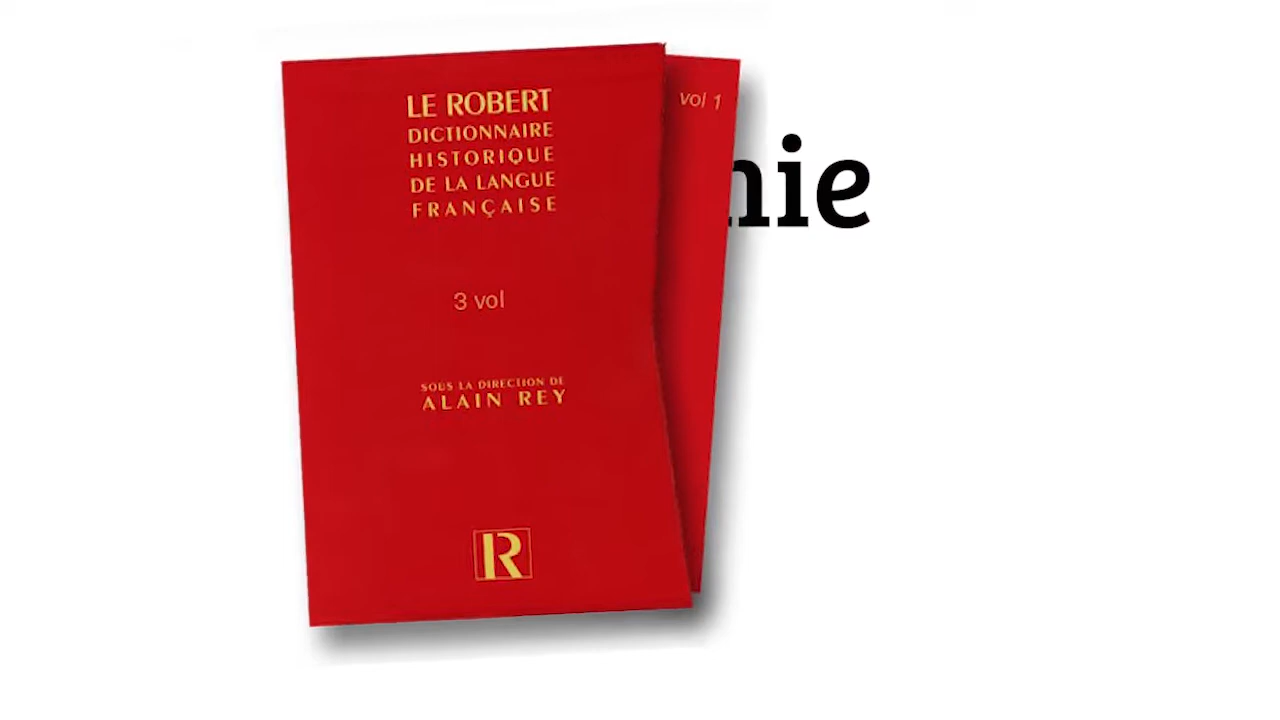 LE ROBERT
DICTIONNAIRE
HISTORIQUE
DE LA LANGUE
FRANÇAISE
3 vol
SOUS LA DIRECTION DE
ALAIN REY
R
vol 1
nie